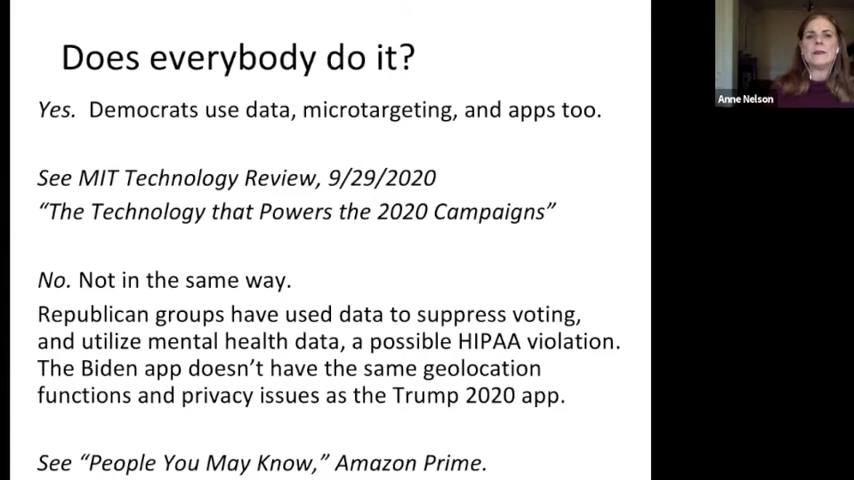 Does everybody do it?
Yes. Democrats use data, microtargeting, and apps too.
See MIT Technology Review, 9/29/2020
“The Technology that Powers the 2020 Campaigns”
No. Not in the same way.
Republican groups have used data to suppress voting,
and utilize mental health data, a possible HIPAA violation.
The Biden app doesn’t have the same geolocation
functions and privacy issues as the Trump 2020 app.
See “People You May Know,” Amazon Prime.
Anne Nelson